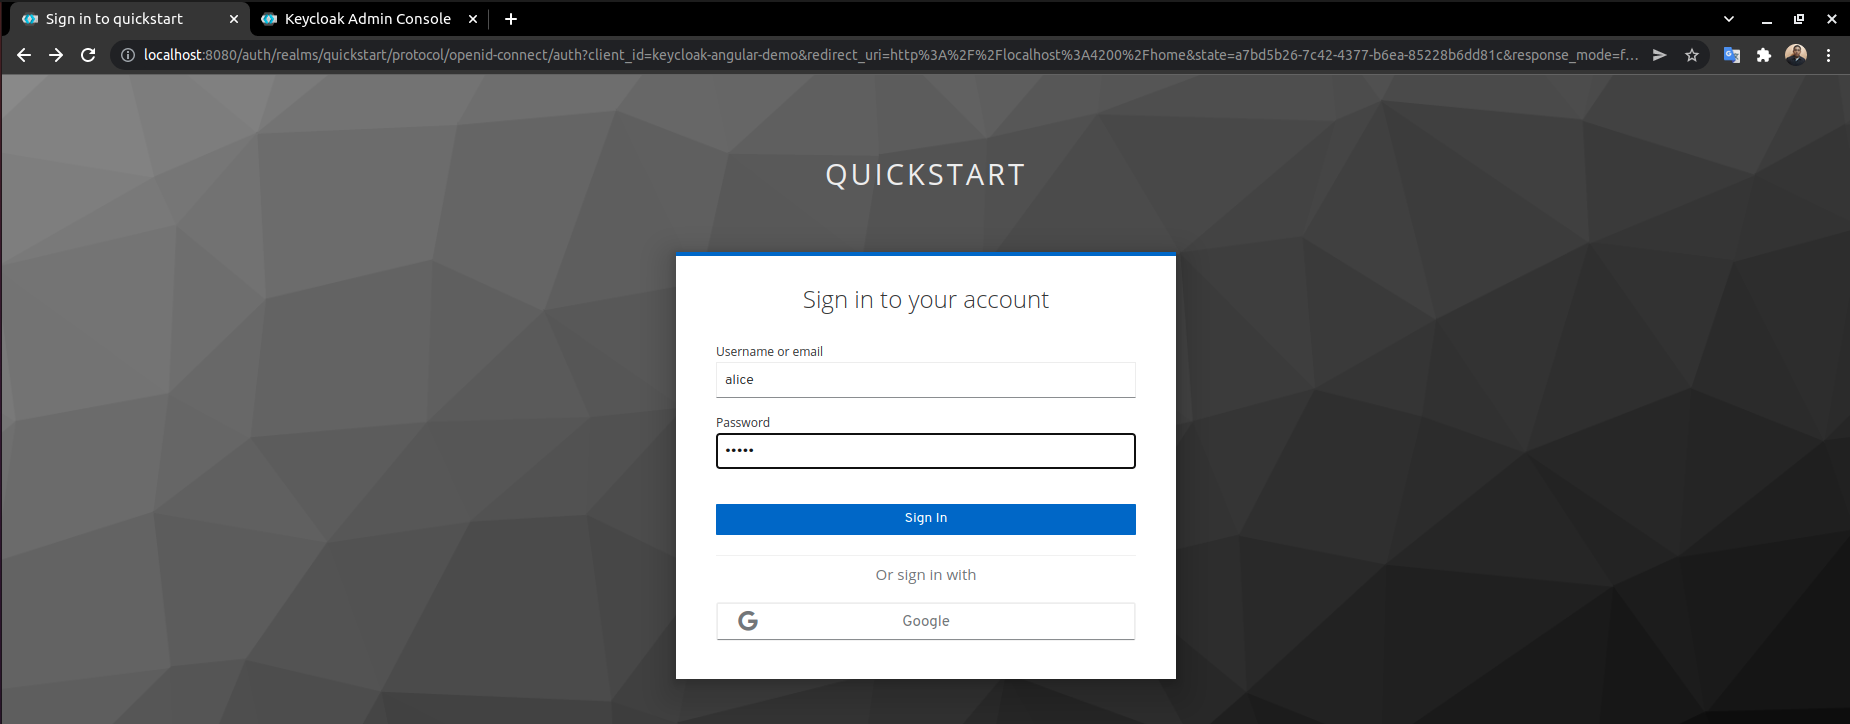 Sign in to quickstart
Keycloak Admin Console
localhost:8080/auth/realms/quickstart/protocol/openid-connect/auth?client_id=keycloak-angular-demo&redirect_uri=http%3A%2F%2Flocalhost%3A4200%2Fhome&state=a7bd5b26-7c42-4377-b6ea-85228b6dd81c&response_mode=f...
QUICKSTART
Sign in to your account
Username or email
alice
Password
•••••
Sign In
Or sign in with
G Google